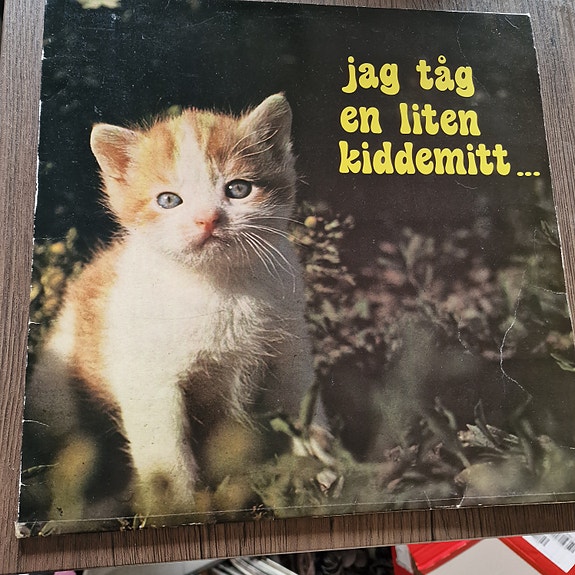 jag tåg
en liten
kiddemitt...